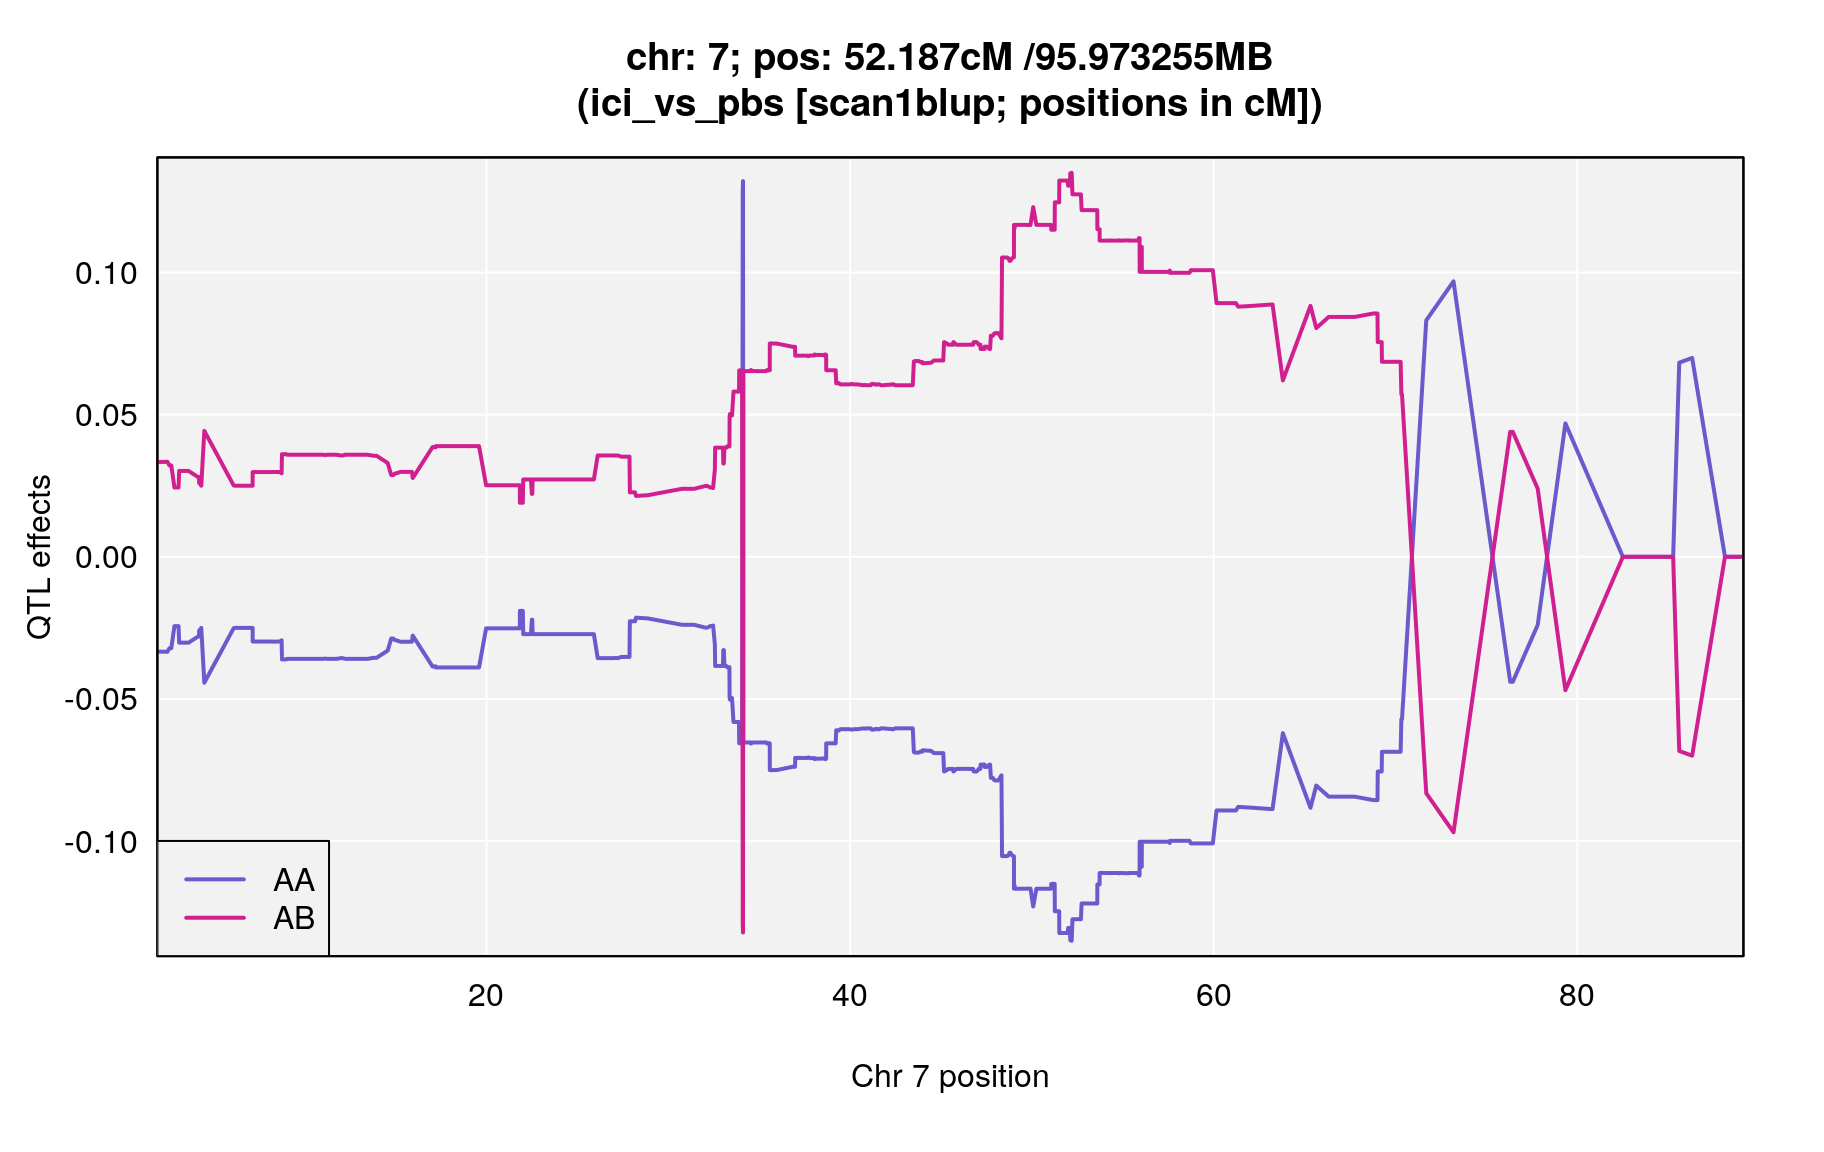 chr: 7; pos: 52.187cM /95.973255MB
(ici_vs_pbs [scan1blup; positions in cM])
QTL effects
0.10
0.05
0.00
-0.05
-0.10
AA
AB
20 40 60 80
Chr 7 position